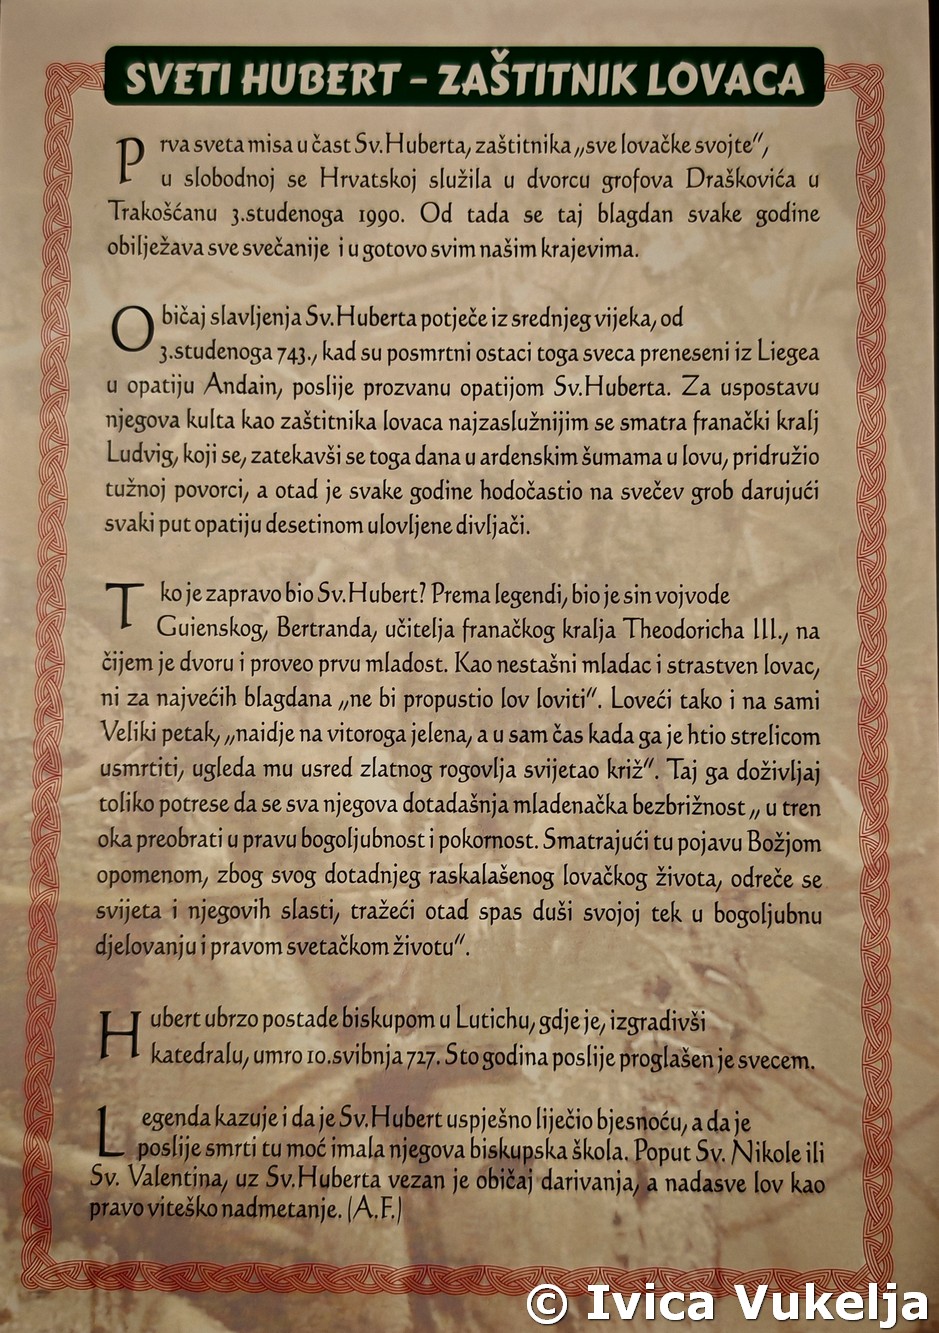 SVETI HUBERT – ZAŠTITNIK LOVACA
Prva sveta misa u čast Sv.Huberta, zaštitnika „sve lovačke svojte“,
u slobodnoj se Hrvatskoj služila u dvorcu grofova Draškovića u
Trakošćanu 3.studenoga 1990. Od tada se taj blagdan svake godine
obilježava sve svečanije i u gotovo svim našim krajevima.
Običaj slavljenja Sv.Huberta potječe iz srednjeg vijeka, od
3.studenoga 743., kad su posmrtni ostaci toga sveca preneseni iz Liegea
u opatiju Andain, poslije prozvanu opatijom Sv.Huberta. Za uspostavu
njegova kulta kao zaštitnika lovaca najzaslužnijim se smatra franački kralj
Ludvig, koji se, zatekavši se toga dana u ardenskim šumama u lovu, pridružio
tužnoj povorci, a otad je svake godine hodočastio na svečev grob darujući
svaki put opatiju desetinom ulovljene divljači.
Tko je zapravo bio Sv.Hubert? Prema legendi, bio je sin vojvode
Guienskog, Bertranda, učitelja franačkog kralja Theodoricha III., na
čijem je dvoru i proveo prvu mladost. Kao nestašni mladac i strastven lovac,
ni za najvećih blagdana „ne bi propustio lov loviti“. Loveći tako i na sami
Veliki petak, „naidje na vitoroga jelena, a u sam čas kada ga je htio strelicom
usmrtiti, ugleda mu usred zlatnog rogovlja svijetao križ“. Taj ga doživljaj
toliko potrese da se sva njegova dotadašnja mladenačka bezbrižnost „ u tren
oka preobrati u pravu bogoljubnost i pokornost. Smatrajući tu pojavu Božjom
opomenom, zbog svog dotadnjeg raskalašenog lovačkog života, odreče se
svijeta i njegovih slasti, tražeći otad spas duši svojoj tek u bogoljubnu
djelovanju i pravom svetačkom životu“.
Hubert ubrzo postade biskupom u Lutichu, gdje je, izgradivši
katedralu, umro 10.svibnja 727. Sto godina poslije proglašen je svecem.
Legenda kazuje i da je Sv.Hubert uspješno liječio bjesnoću, a da je
poslije smrti tu moć imala njegova biskupska škola. Poput Sv. Nikole ili
Sv. Valentina, uz Sv.Huberta vezan je običaj darivanja, a nadasve lov kao
pravo viteško nadmetanje. (A.F.)
© Ivica Vukelja